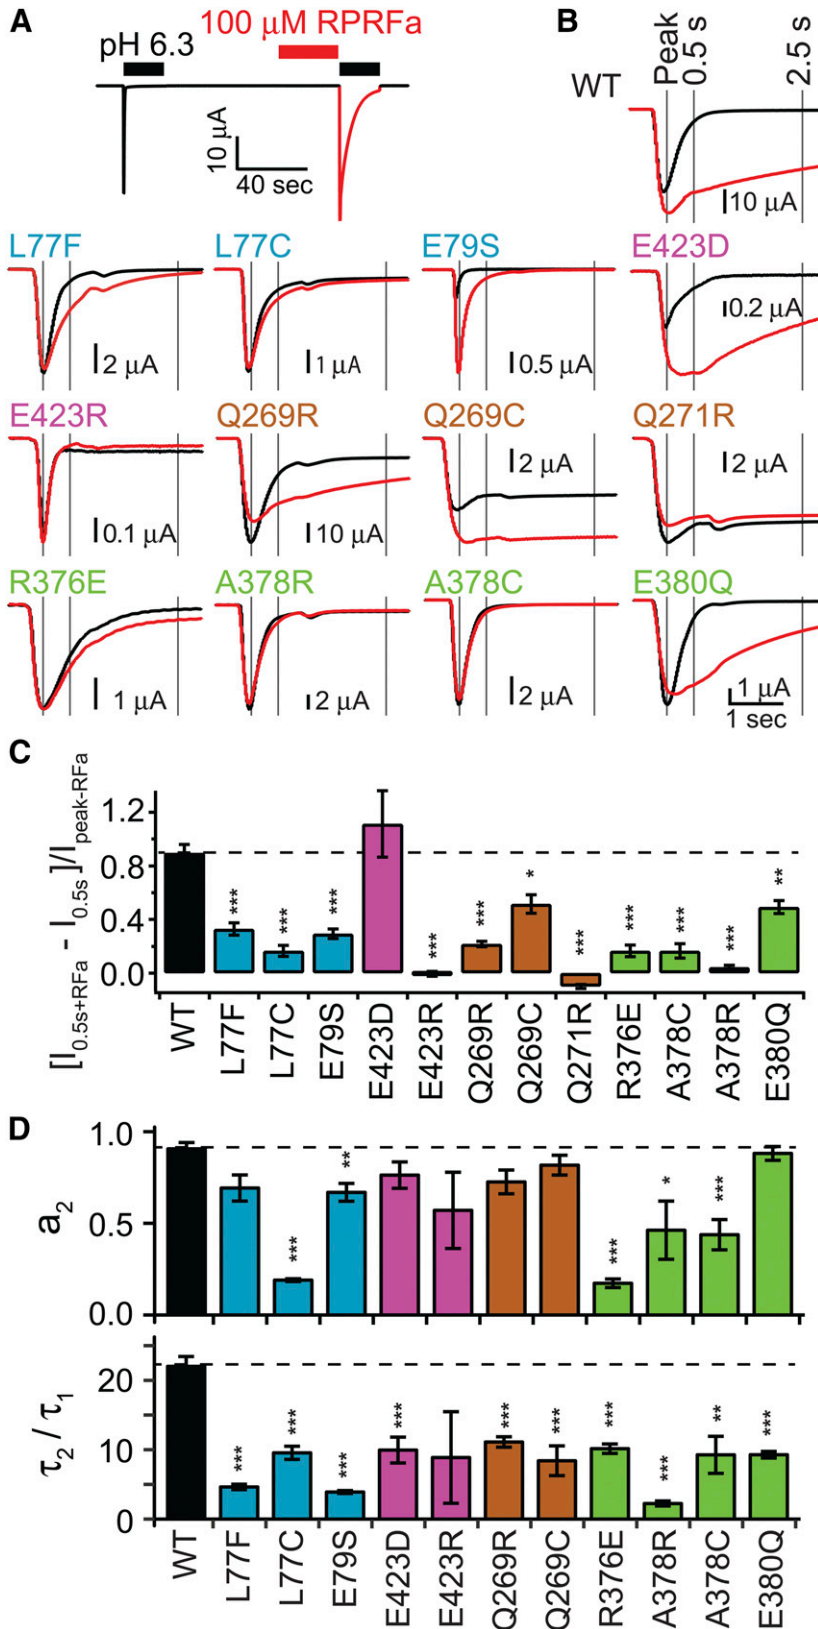 A
100 μM RPRFa
pH 6.3
10 μA
40 sec
B
Peak
0.5 s
2.5 s
WT
10 μA
L77F
2 μA
L77C
1 μA
E79S
0.5 μA
E423D
0.2 μA
E423R
0.1 μA
Q269R
10 μA
Q269C
2 μA
Q271R
2 μA
R376E
1 μA
A378R
2 μA
A378C
2 μA
E380Q
1 μA
1 sec
C
[I0.5s+RFa - I0.5s]/Ipeak-RFa
1.2
0.8
0.4
0.0
***
***
***
***
***
*
***
***
***
**
WT
L77F
L77C
E79S
E423D
E423R
Q269R
Q269C
Q271R
R376E
A378C
A378R
E380Q
D
a2
1.0
0.5
0.0
***
**
***
*
***
τ2 / τ1
20
10
0
***
***
***
***
***
***
***
***
**
***
WT
L77F
L77C
E79S
E423D
E423R
Q269R
Q269C
R376E
A378R
A378C
E380Q